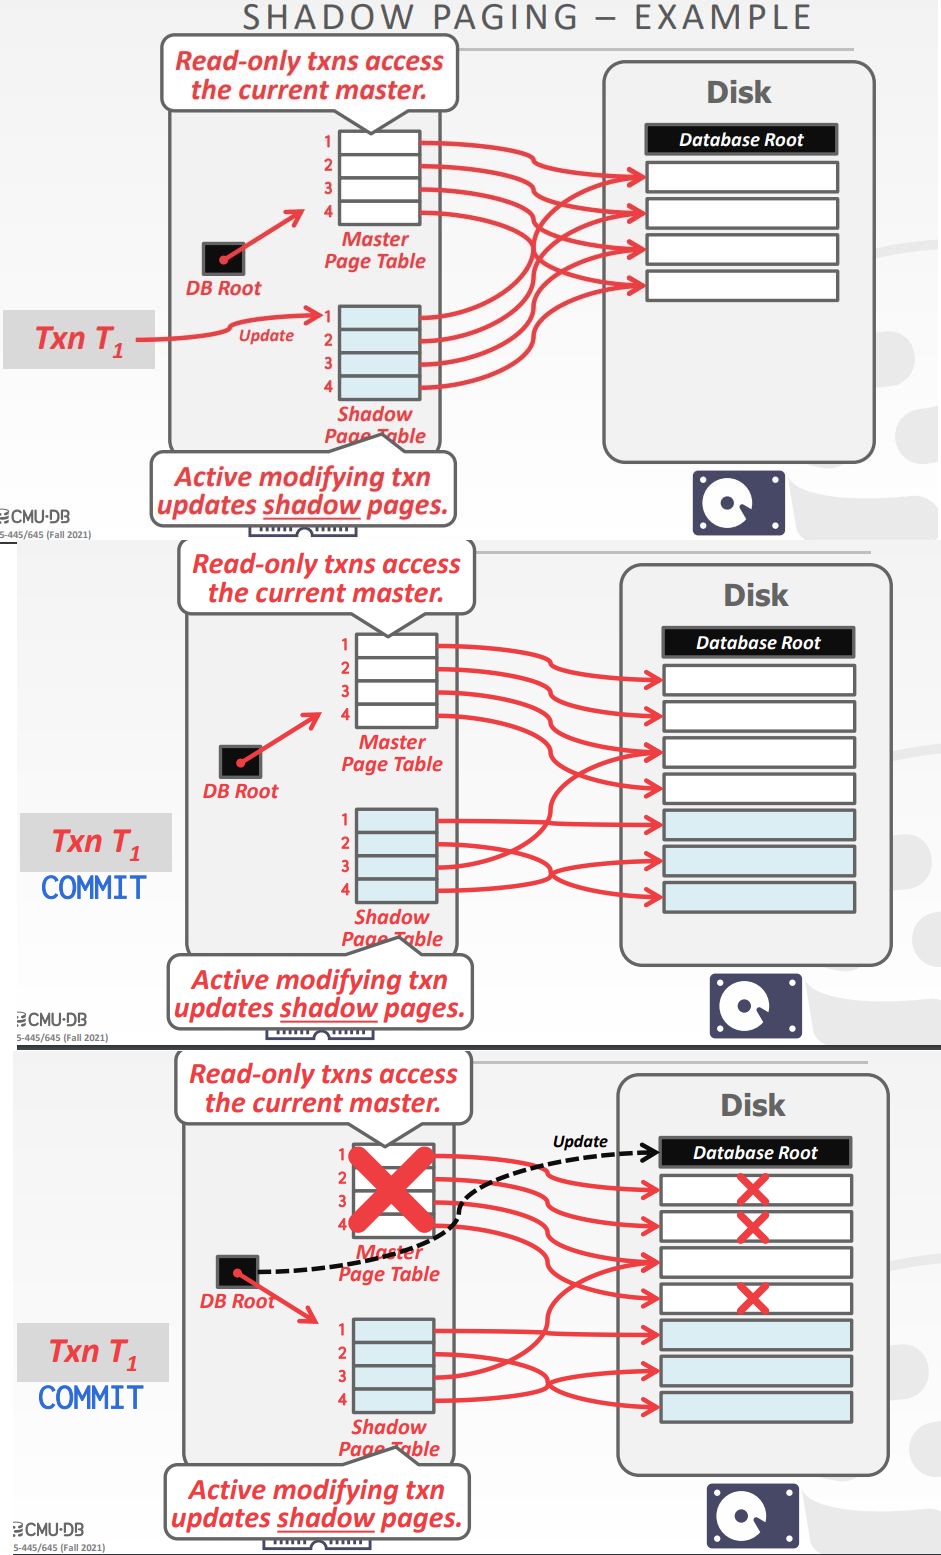 SHADOW PAGING – EXAMPLE
Read-only txns access
the current master.
Disk
Database Root
1
2
3
4
Master
Page Table
DB Root
Txn T1
Update
1
2
3
4
Shadow
Page Table
Active modifying txn
updates shadow pages.
CMU·DB
5-445/645 (Fall 2021)
Read-only txns access
the current master.
Disk
Database Root
1
2
3
4
Master
Page Table
DB Root
Txn T1
COMMIT
1
2
3
4
Shadow
Page Table
Active modifying txn
updates shadow pages.
CMU·DB
5-445/645 (Fall 2021)
Read-only txns access
the current master.
Disk
Update
Database Root
1
2
3
4
Master
Page Table
DB Root
Txn T1
COMMIT
1
2
3
4
Shadow
Page Table
Active modifying txn
updates shadow pages.
CMU·DB
5-445/645 (Fall 2021)